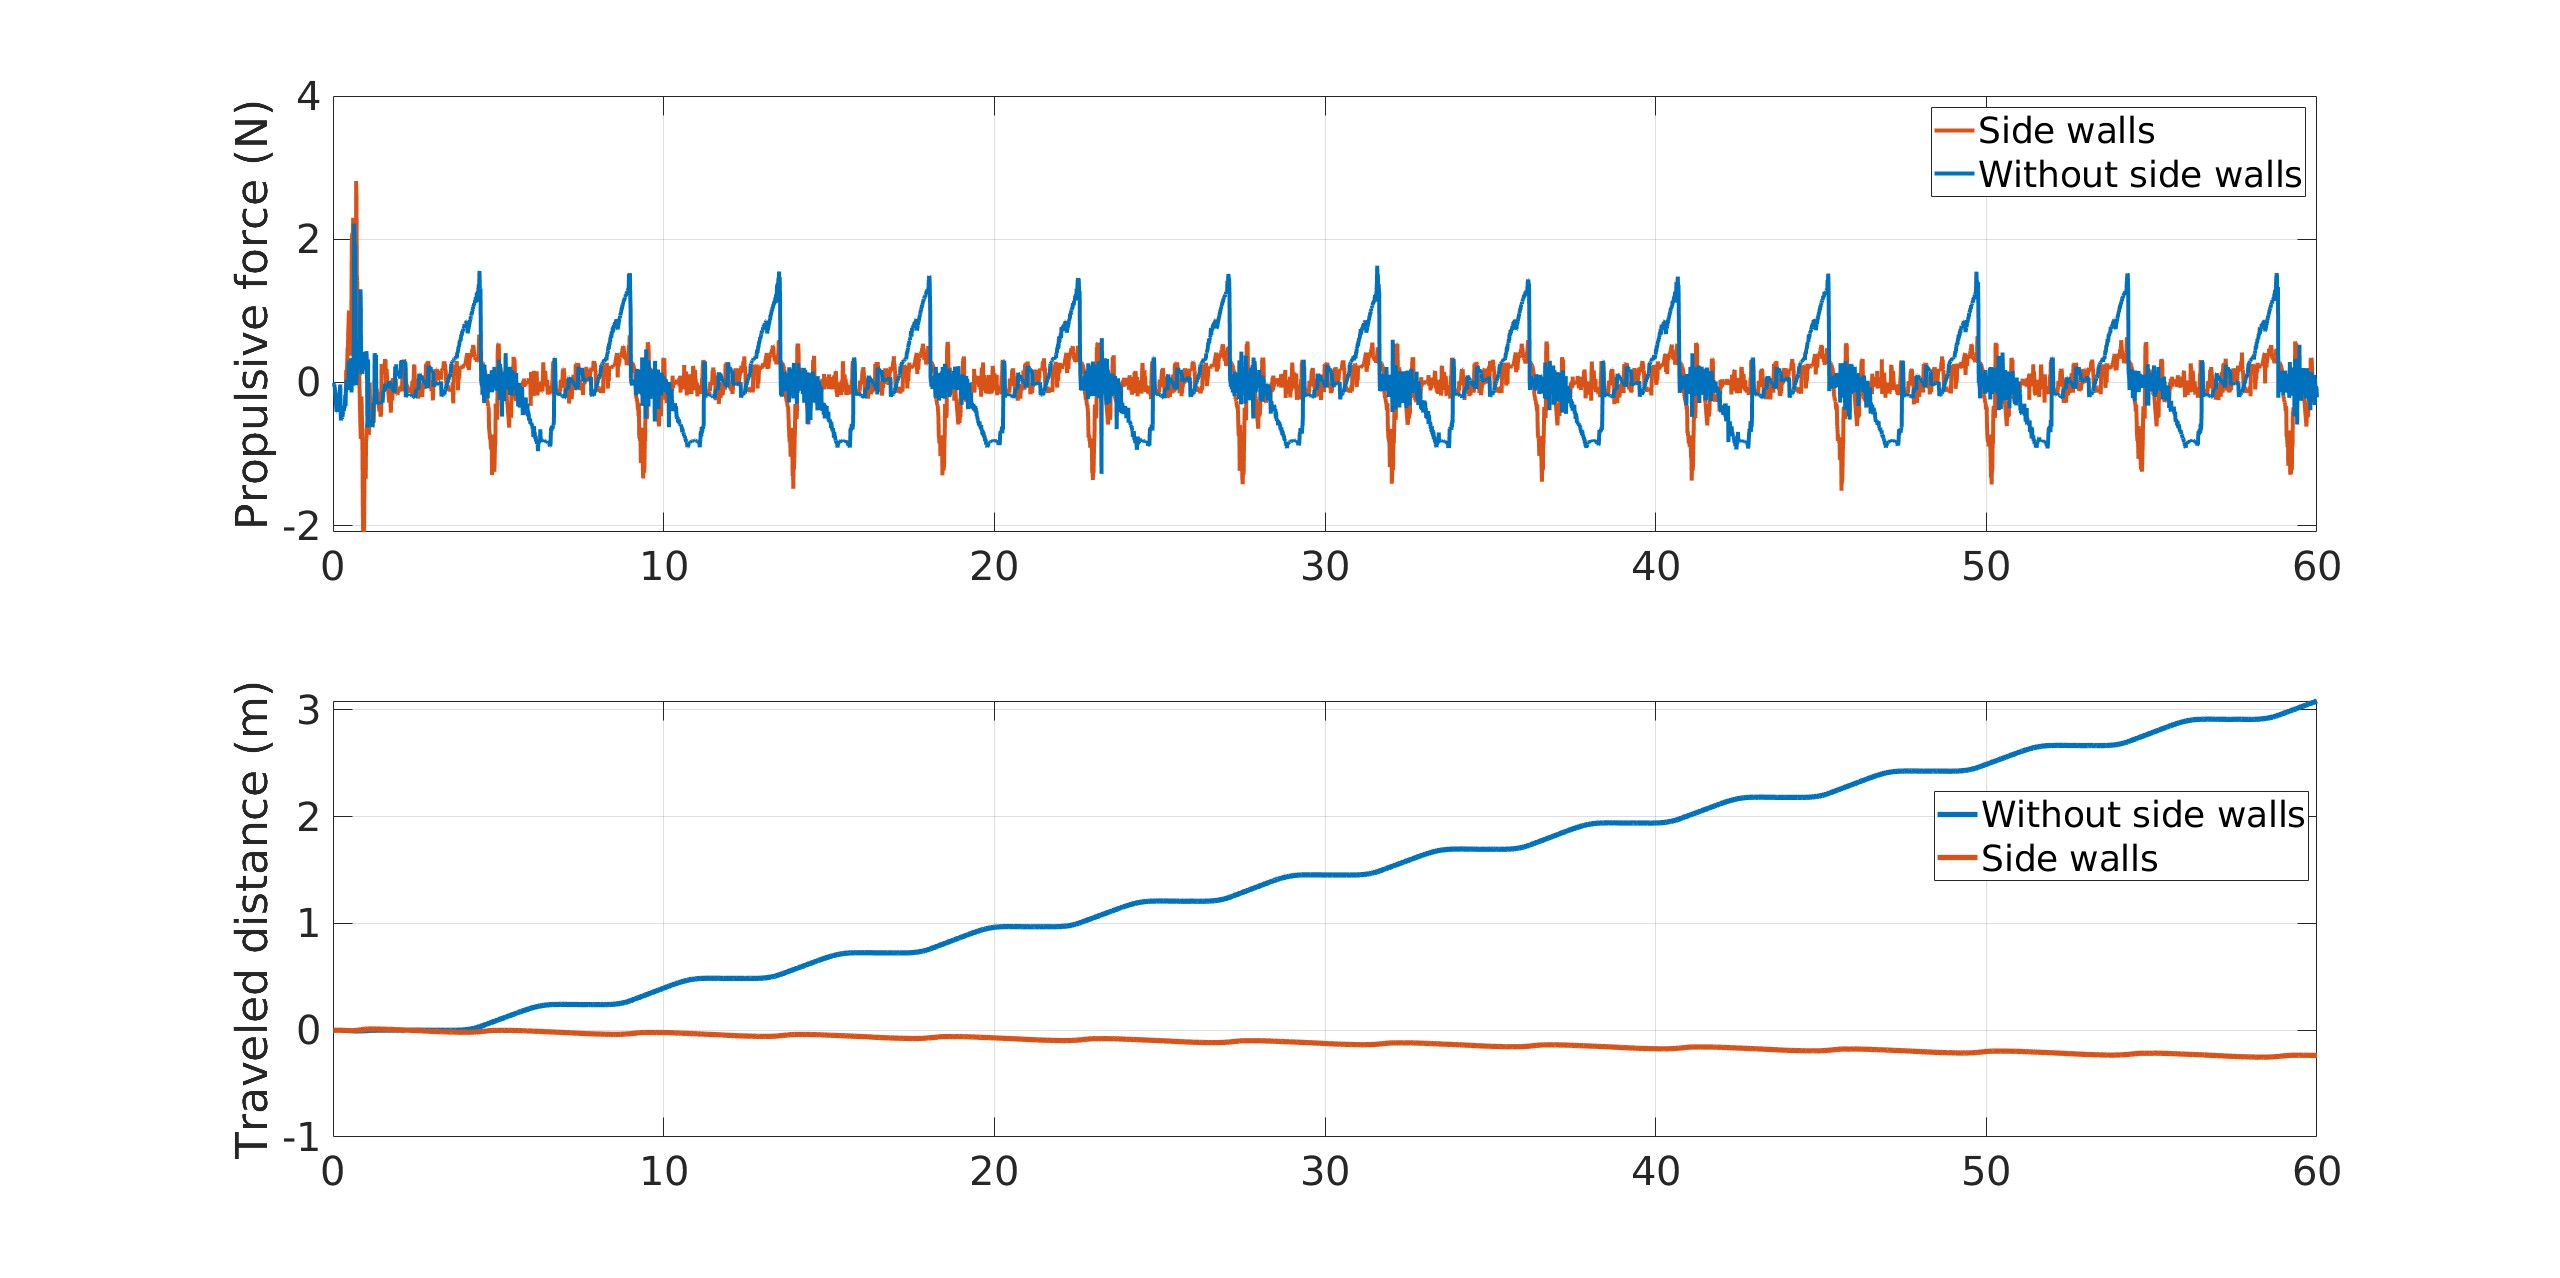 Propulsive force (N)
4
2
0
-2
Side walls
Without side walls
0 10 20 30 40 50 60
Traveled distance (m)
3
2
1
0
-1
Without side walls
Side walls
0 10 20 30 40 50 60